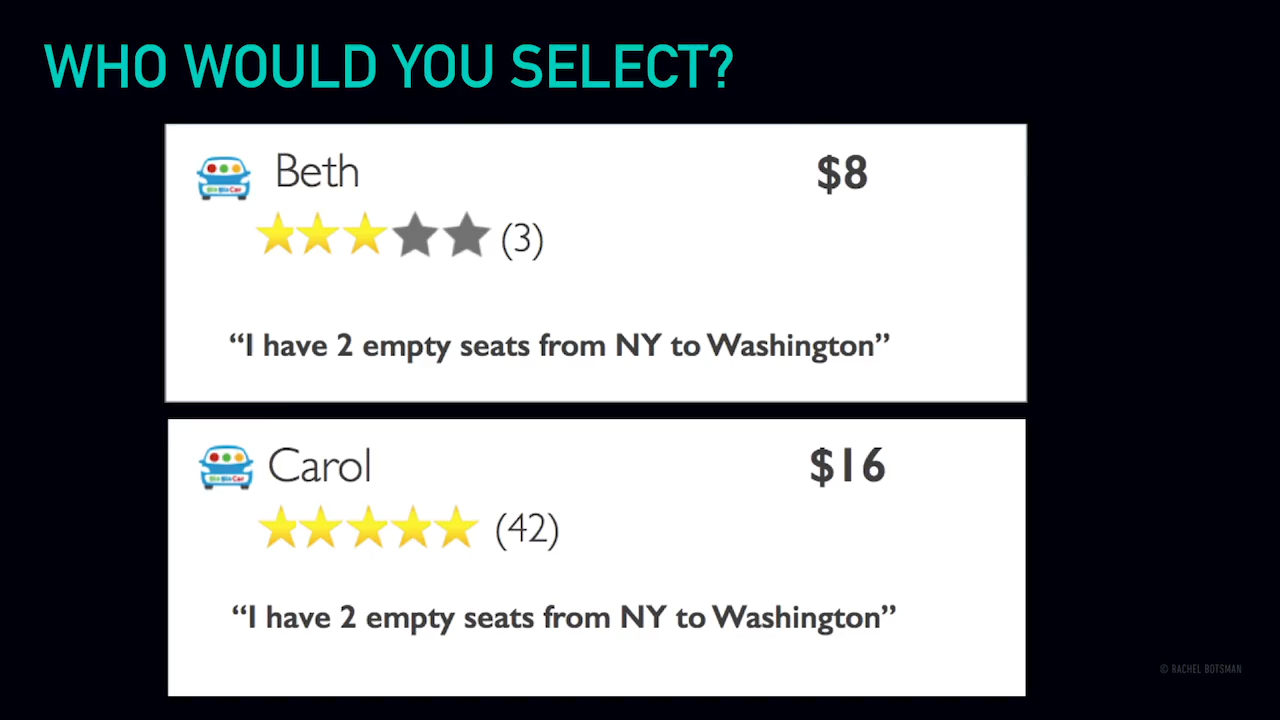 WHO WOULD YOU SELECT?
Beth
$8
(3)
“I have 2 empty seats from NY to Washington”
Carol
$16
(42)
“I have 2 empty seats from NY to Washington”
© RACHEL BOTSMAN